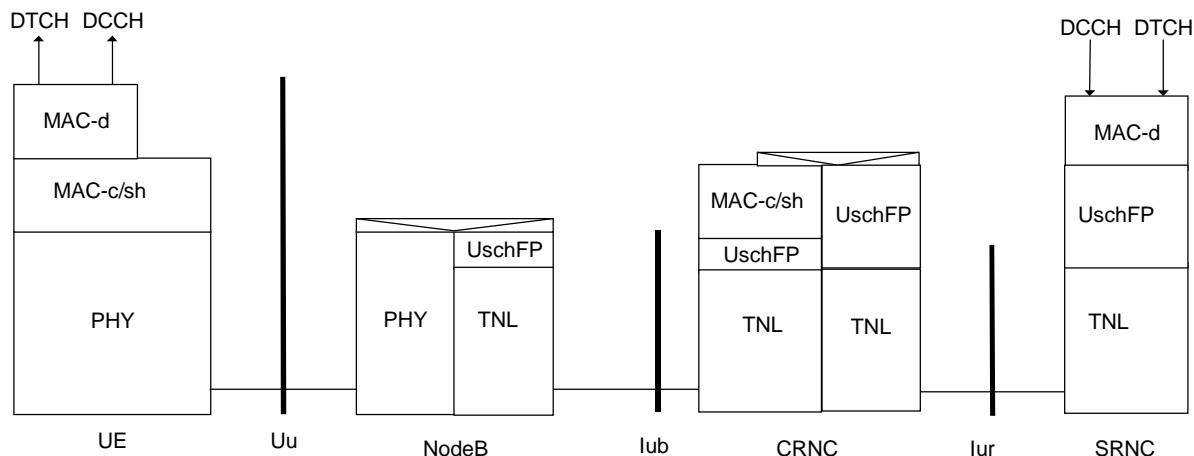 DTCH DCCH
DCCH DTCH
MAC-d
MAC-d
MAC-c/sh
MAC-c/sh
UschFP
UschFP
UschFP
UschFP
PHY
PHY
TNL
TNL
TNL
TNL
UE
Uu
NodeB
Iub
CRNC
Iur
SRNC